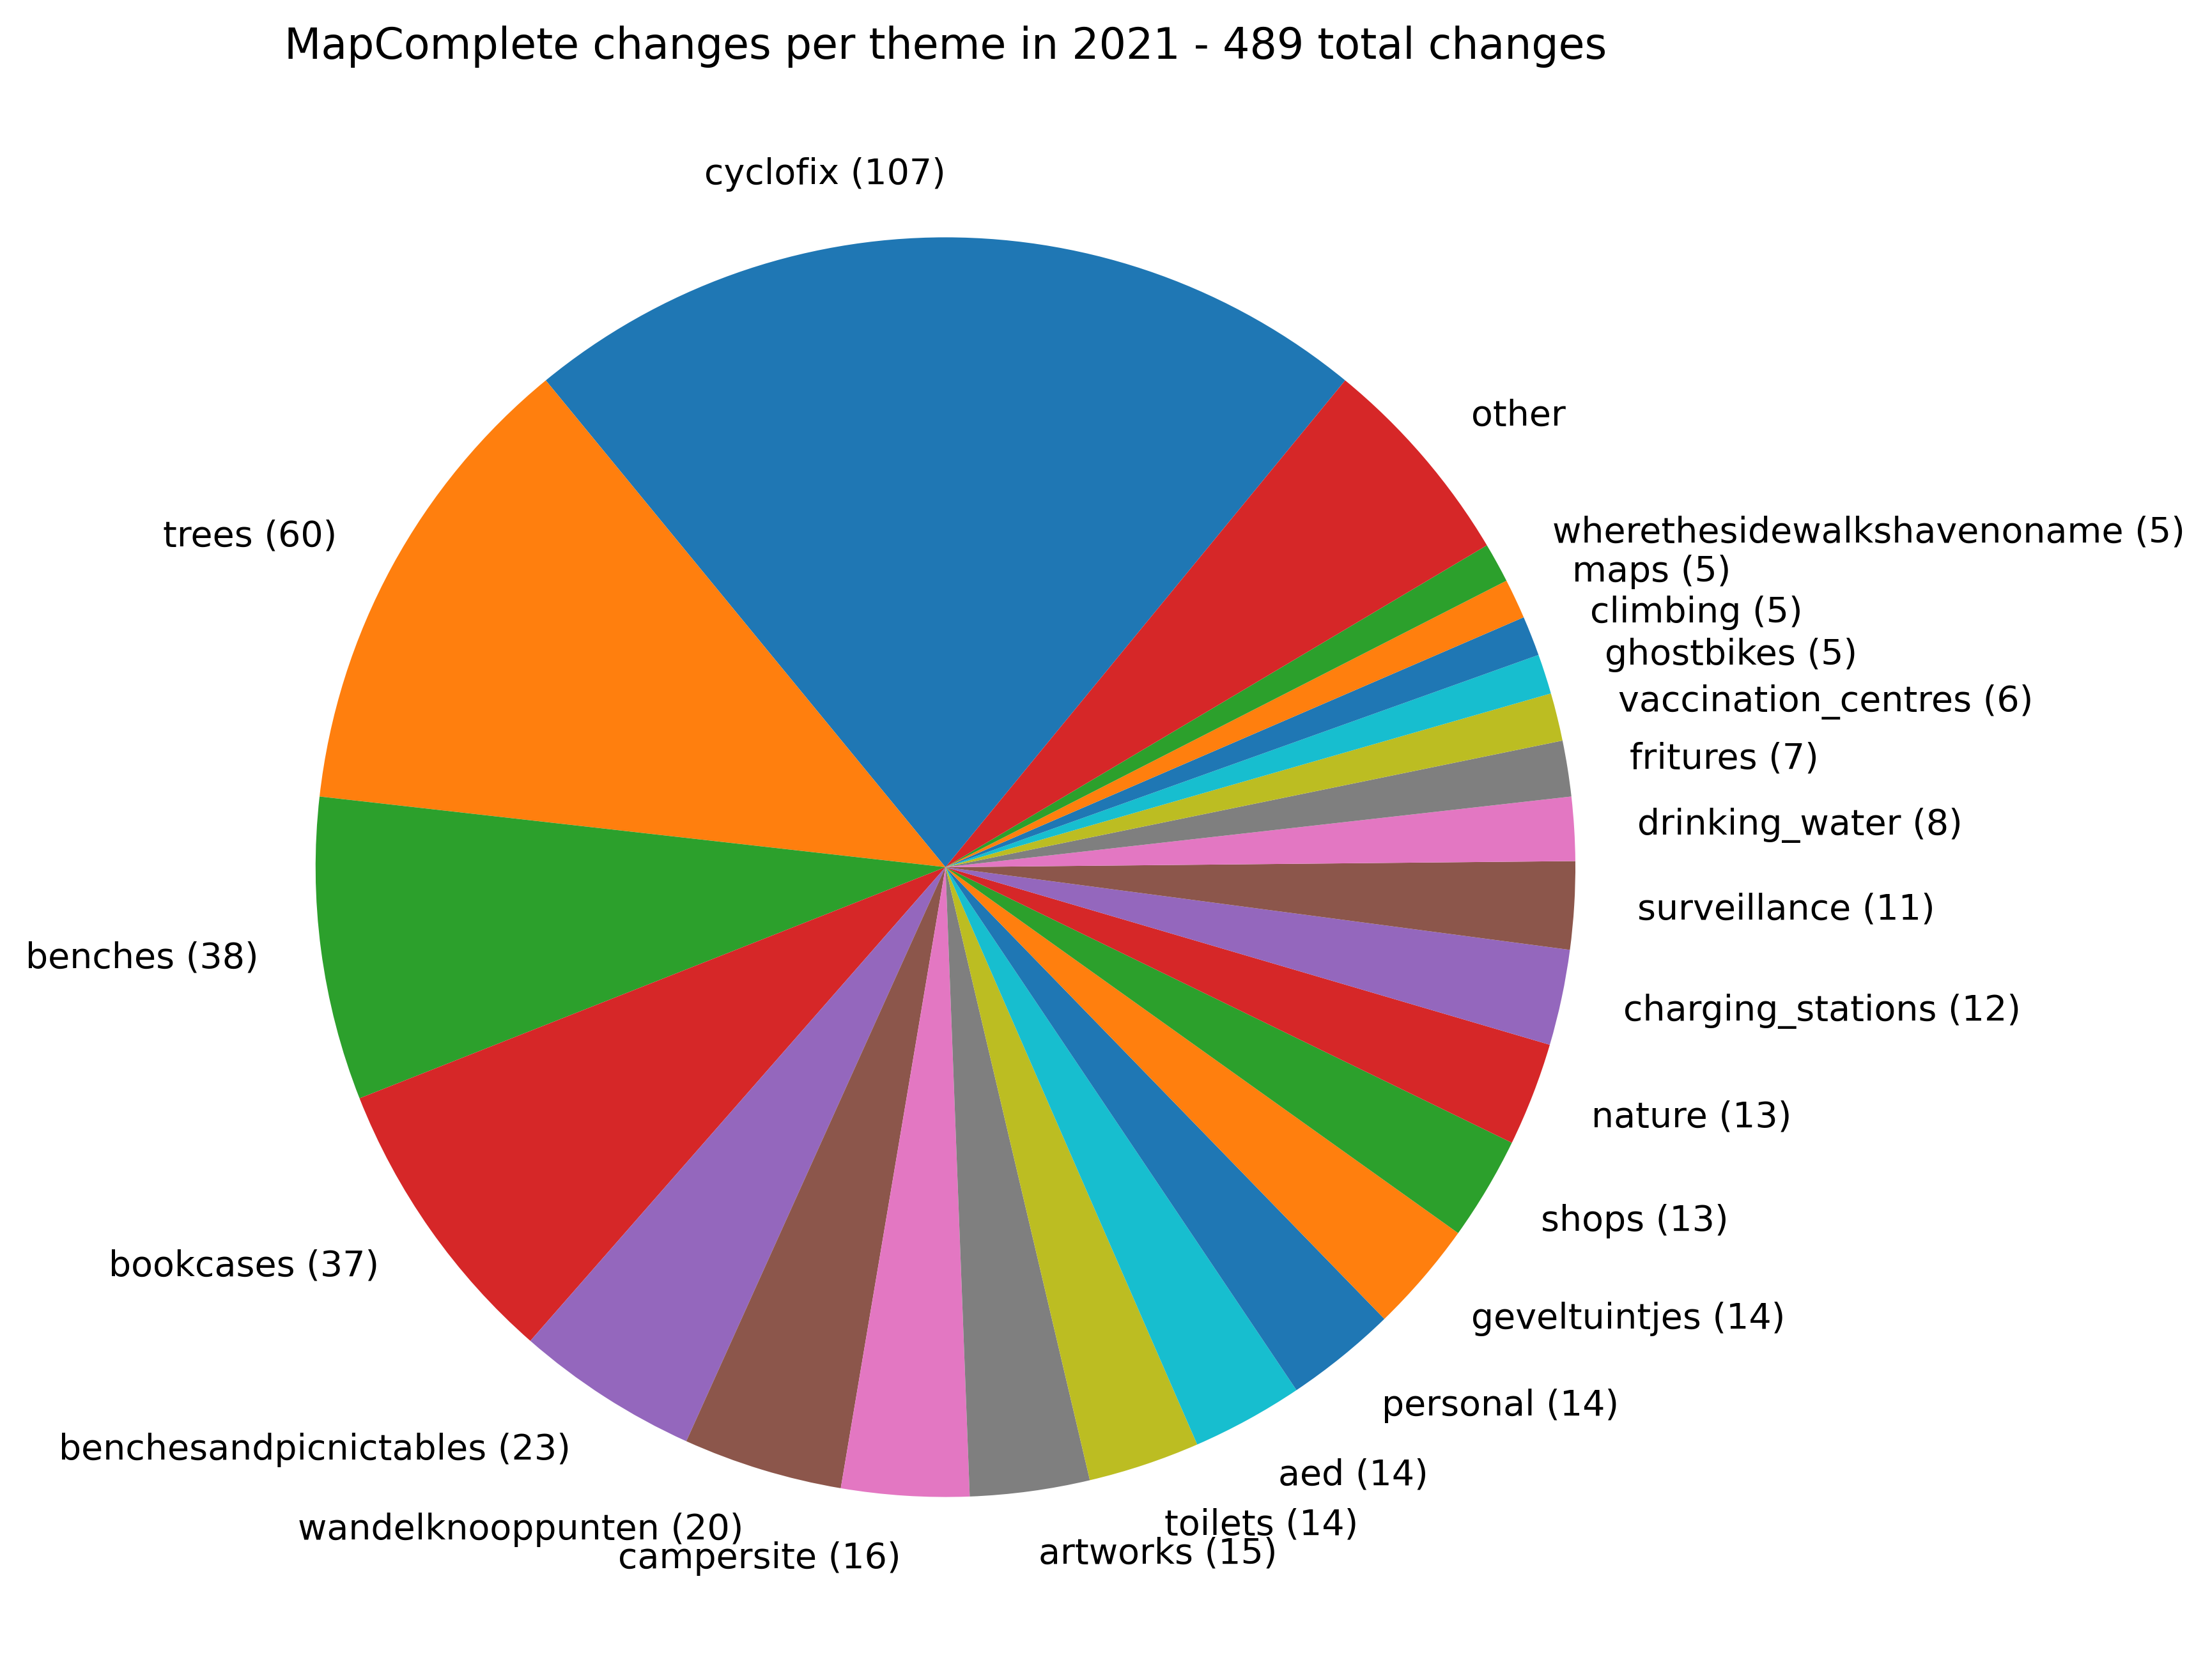 MapComplete changes per theme in 2021 - 489 total changes
cyclofix (107)
other
trees (60)
wherethesidewalkshavenoname (5)
maps (5)
climbing (5)
ghostbikes (5)
vaccination_centres (6)
fritures (7)
drinking_water (8)
surveillance (11)
benches (38)
charging_stations (12)
nature (13)
shops (13)
bookcases (37)
geveltuintjes (14)
personal (14)
benchesandpicnictables (23)
aed (14)
toilets (14)
wandelknooppunten (20)
artworks (15)
campersite (16)